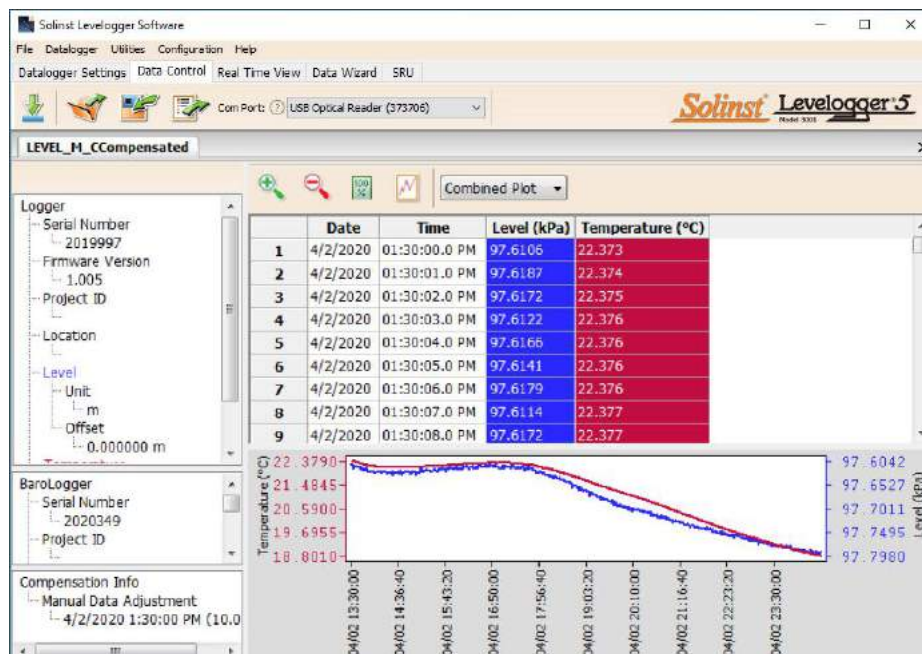 Solinst Levelogger Software
File Datalogger Utilities Configuration Help
Datalogger Settings Data Control Real Time View Data Wizard SRU
Com Port: ? USB Optical Reader (373706)
Solinst Levelogger 5
LEVEL_M_CCompensated
Combined Plot
Logger
Serial Number
2019997
Firmware Version
1.005
Project ID
Location
Level
Unit
m
Offset
0.000000 m
Date Time Level (kPa) Temperature (°C)
1 4/2/2020 01:30:00.0 PM 97.6106 22.373
2 4/2/2020 01:30:01.0 PM 97.6187 22.374
3 4/2/2020 01:30:02.0 PM 97.6172 22.375
4 4/2/2020 01:30:03.0 PM 97.6122 22.376
5 4/2/2020 01:30:04.0 PM 97.6166 22.376
6 4/2/2020 01:30:05.0 PM 97.6141 22.376
7 4/2/2020 01:30:06.0 PM 97.6179 22.376
8 4/2/2020 01:30:07.0 PM 97.6114 22.377
9 4/2/2020 01:30:08.0 PM 97.6172 22.377
BaroLogger
Serial Number
2020349
Project ID
Compensation Info
Manual Data Adjustment
4/2/2020 1:30:00 PM (10.0
Temperature (°C)
22.3790
21.4845
20.5900
19.6955
18.8010
97.6042
97.6527
97.7011
97.7495
97.7980
Level (kPa)
04/02 13:30:00
04/02 14:36:40
04/02 15:43:20
04/02 16:50:00
04/02 17:56:40
04/02 19:03:20
04/02 20:10:00
04/02 21:16:40
04/02 22:23:20
04/02 23:30:00